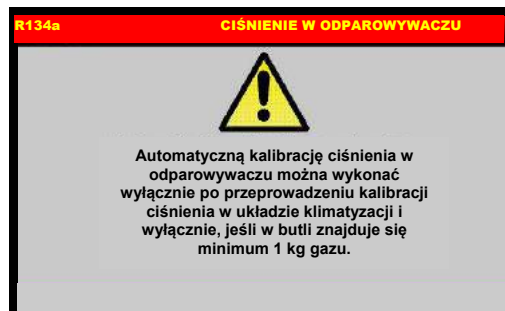 R134a CIŚNIENIE W ODPAROWYWACZU
Automatyczną kalibrację ciśnienia w
odparowywaczu można wykonać
wyłącznie po przeprowadzeniu kalibracji
ciśnienia w układzie klimatyzacji i
wyłącznie, jeśli w butli znajduje się
minimum 1 kg gazu.